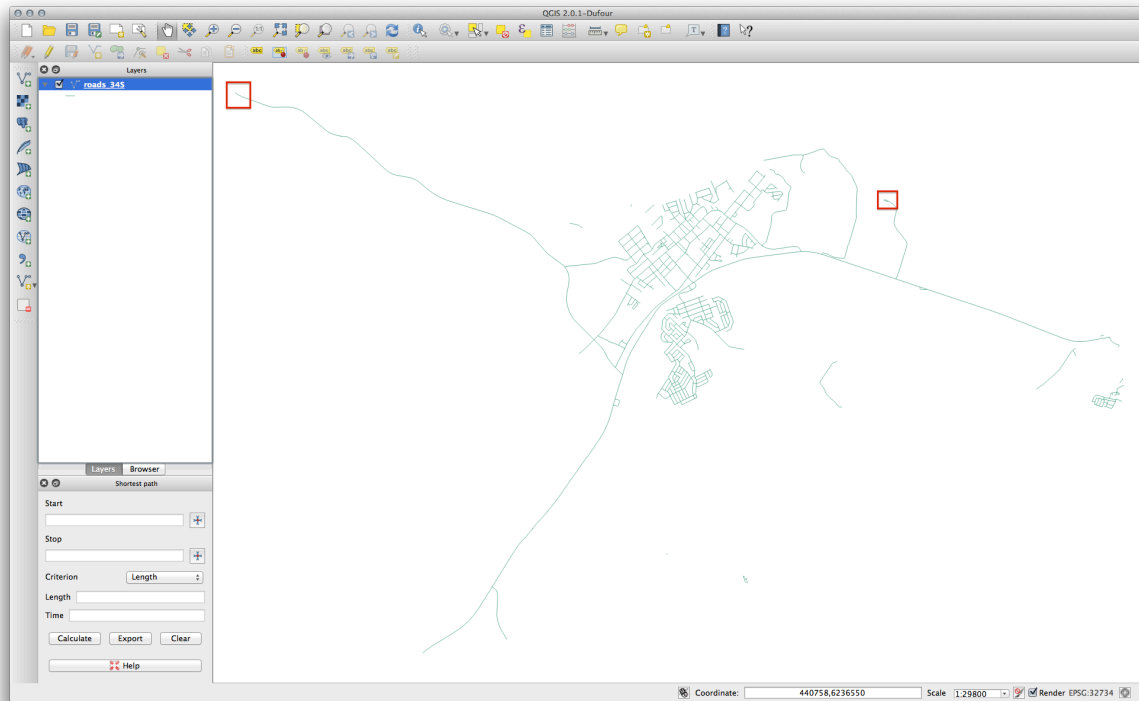 QGIS 2.0.1-Dufour
Layers
roads_34S
Layers Browser
Shortest path
Start
Stop
Criterion Length
Length
Time
Calculate Export Clear
Help
Coordinate: 440758,6236550 Scale 1:29800 Render EPSG:32734